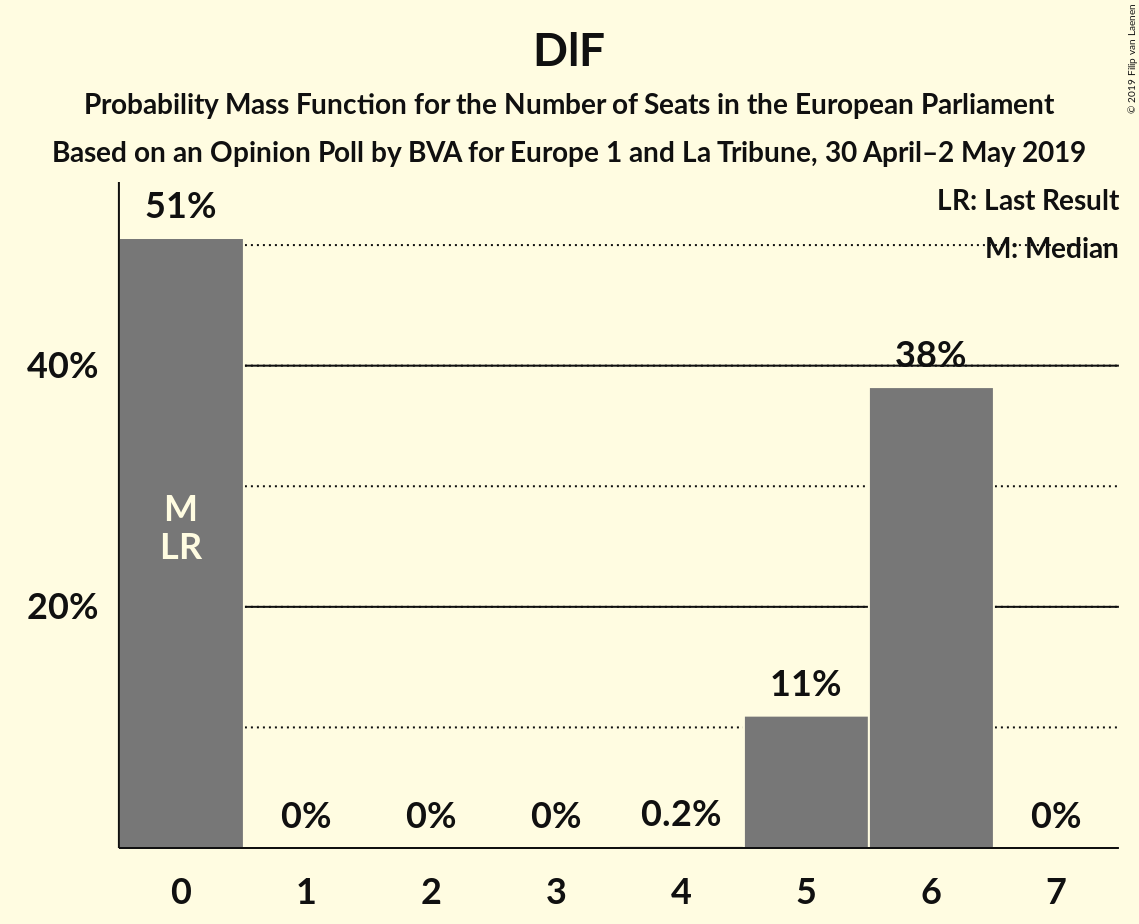 DlF
Probability Mass Function for the Number of Seats in the European Parliament
Based on an Opinion Poll by BVA for Europe 1 and La Tribune, 30 April–2 May 2019
© 2019 Filip van Laenen
LR: Last Result
M: Median
51%
38%
40%
M
LR
20%
11%
0%
0%
0%
0.2%
0%
0
1
2
3
4
5
6
7